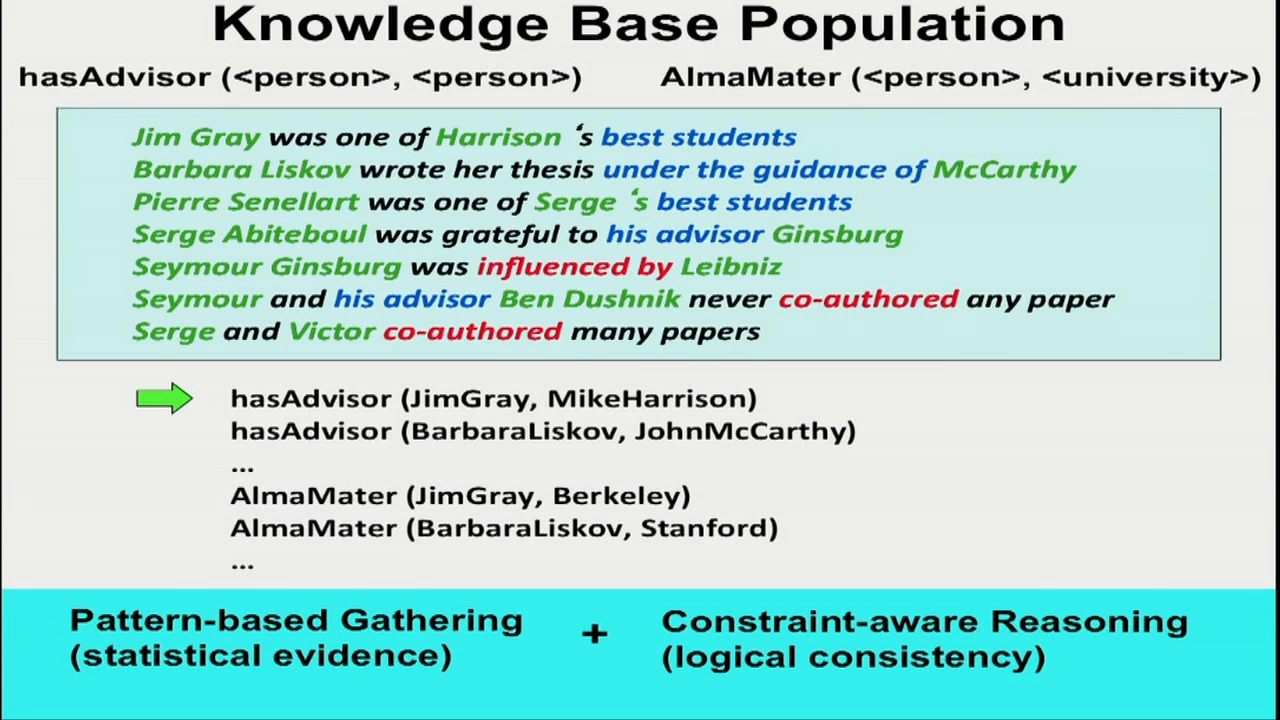 Knowledge Base Population
hasAdvisor (<person>, <person>) AlmaMater (<person>, <university>)
Jim Gray was one of Harrison ‘s best students
Barbara Liskov wrote her thesis under the guidance of McCarthy
Pierre Senellart was one of Serge ‘s best students
Serge Abiteboul was grateful to his advisor Ginsburg
Seymour Ginsburg was influenced by Leibniz
Seymour and his advisor Ben Dushnik never co-authored any paper
Serge and Victor co-authored many papers
hasAdvisor (JimGray, MikeHarrison)
hasAdvisor (BarbaraLiskov, JohnMcCarthy)
...
AlmaMater (JimGray, Berkeley)
AlmaMater (BarbaraLiskov, Stanford)
...
Pattern-based Gathering + Constraint-aware Reasoning
(statistical evidence) (logical consistency)